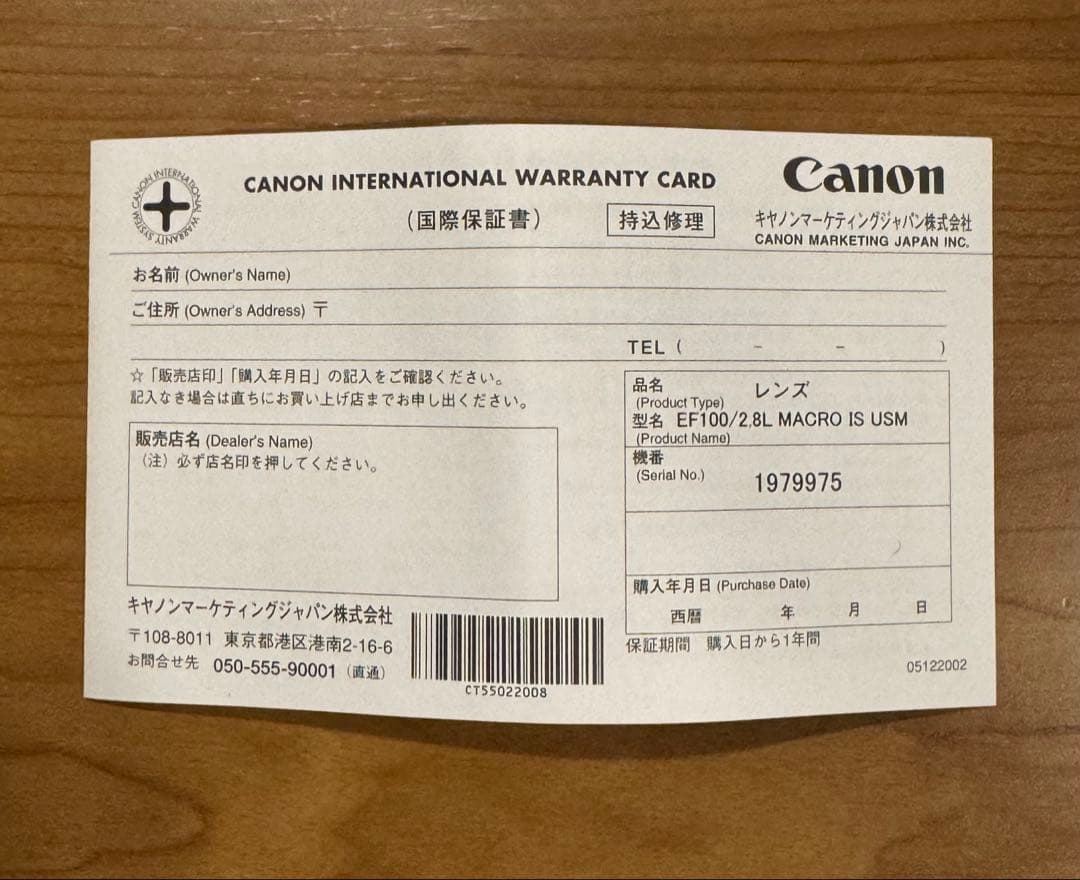 CANON INTERNATIONAL WARRANTY SYSTEM
CANON INTERNATIONAL WARRANTY CARD
（国際保証書）
持込修理
Canon
キヤノンマーケティングジャパン株式会社
CANON MARKETING JAPAN INC.
お名前 (Owner's Name)
ご住所 (Owner's Address) 〒
TEL ( － － )
☆「販売店印」「購入年月日」の記入をご確認ください。
記入なき場合は直ちにお買い上げ店までお申し出ください。
販売店名 (Dealer's Name)
（注）必ず店名印を押してください。
品名 レンズ
(Product Type)
型名 EF100/2.8L MACRO IS USM
(Product Name)
機番
(Serial No.) 1979975
購入年月日 (Purchase Date)
西暦 年 月 日
保証期間 購入日から1年間
05122002
キヤノンマーケティングジャパン株式会社
〒108-8011 東京都港区港南2-16-6
お問合せ先 050-555-90001（直通）
CT55022008